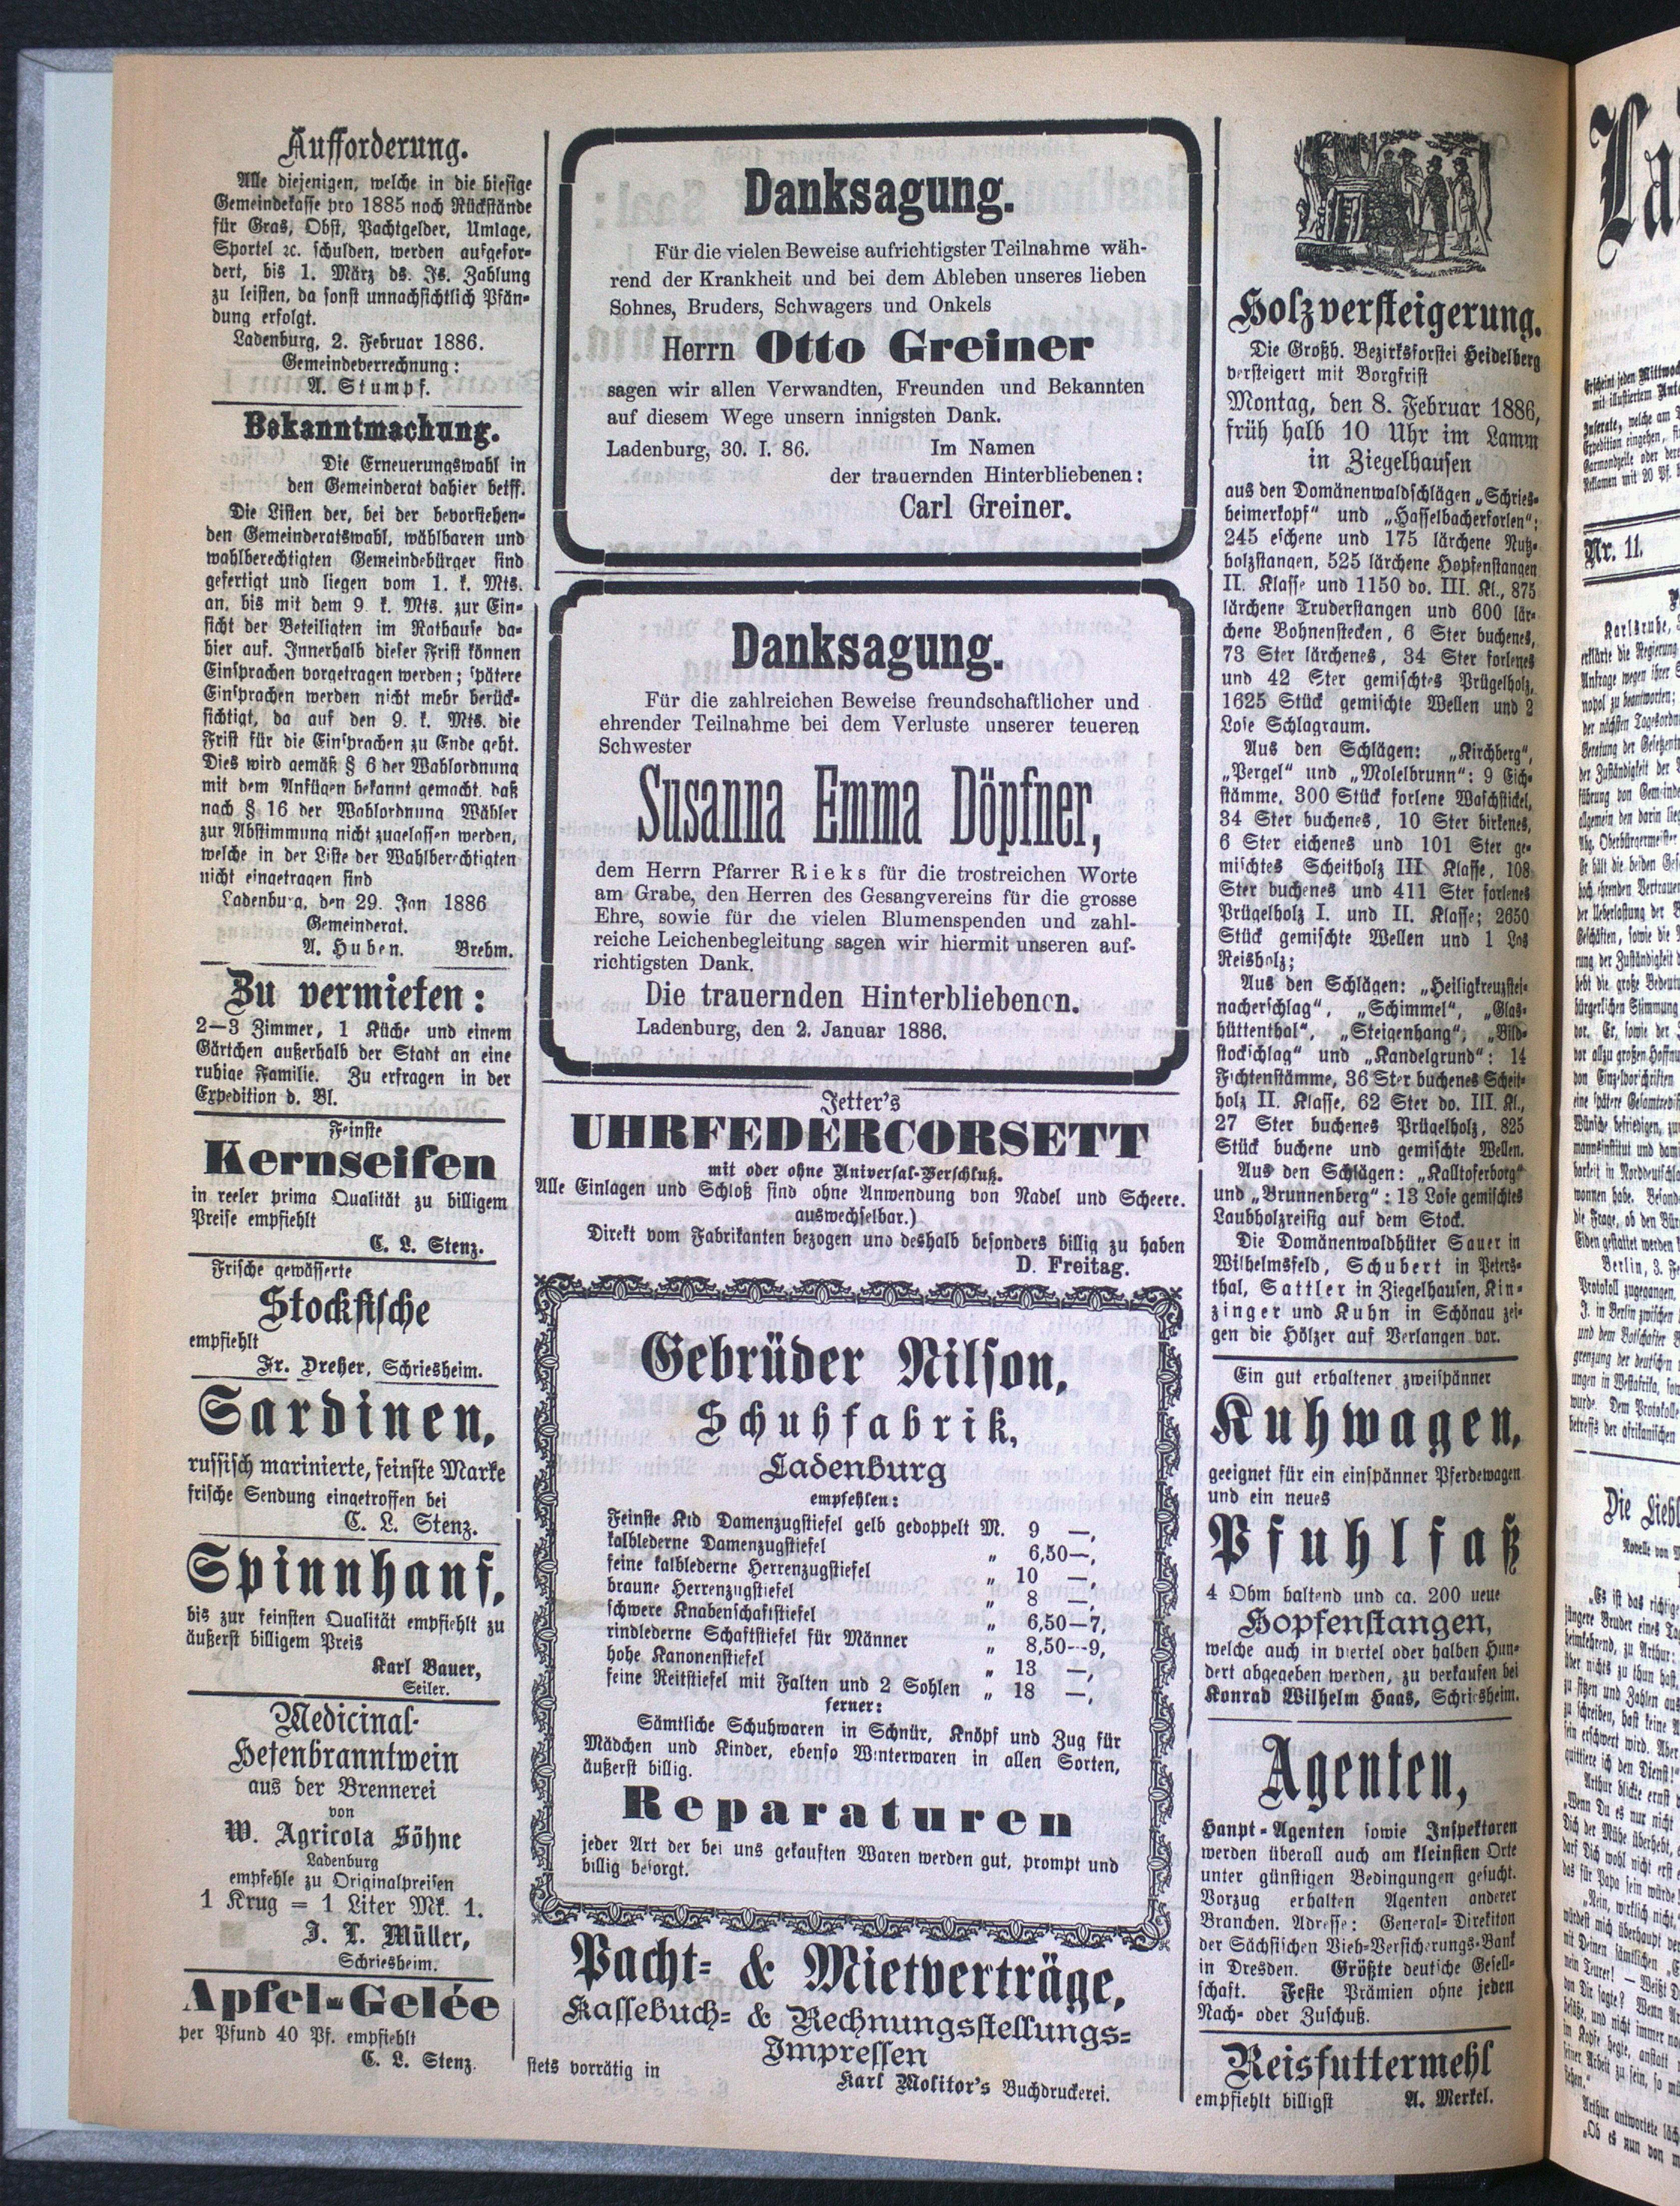 Aufforderung.
Alle diejenigen, welche in die hiesige
Gemeindekasse pro 1885 noch Rückstände
für Gras, Obst, Pachtgelder, Umlage,
Sportel ꝛc. schulden, werden aufgefor-
dert, bis 1. März ds. Js. Zahlung
zu leisten, da sonst unnachsichtlich Pfän-
dung erfolgt.
Ladenburg, 2. Februar 1886.
Gemeindeverrechnung:
A. Stumpf.
Bekanntmachung.
Die Erneuerungswahl in
den Gemeinderat dahier betff.
Die Listen der, bei der bevorstehen-
den Gemeinderatswahl, wählbaren und
wahlberechtigten Gemeindebürger sind
gefertigt und liegen vom 1. k. Mts.
an, bis mit dem 9. k. Mts. zur Ein-
sicht der Beteiligten im Rathause da-
hier auf. Innerhalb dieser Frist können
Einsprachen vorgetragen werden; spätere
Einsprachen werden nicht mehr berück-
sichtigt, da auf den 9. k. Mts. die
Frist für die Einsprachen zu Ende geht.
Dies wird gemäß § 6 der Wahlordnung
mit dem Anfügen bekannt gemacht, daß
nach § 16 der Wahlordnung Wähler
zur Abstimmung nicht zugelassen werden,
welche in der Liste der Wahlberechtigten
nicht eingetragen sind
Ladenburg, den 29. Jan 1886
Gemeinderat.
A. Huben. Brehm.
Zu vermieten:
2—3 Zimmer, 1 Küche und einem
Gärtchen außerhalb der Stadt an eine
ruhige Familie. Zu erfragen in der
Expedition d. Bl.
Feinste
Kernseifen
in reeler prima Qualität zu billigem
Preise empfiehlt
C. L. Stenz.
Frische gewässerte
Stockfische
empfiehlt
Fr. Dreher, Schriesheim.
Sardinen,
russisch marinierte, feinste Marke
frische Sendung eingetroffen bei
C. L. Stenz.
Spinnhanf,
bis zur feinsten Qualität empfiehlt zu
äußerst billigem Preis
Karl Bauer,
Seiler.
Medicinal-
Hefenbranntwein
aus der Brennerei
von
W. Agricola Söhne
Ladenburg
empfehle zu Originalpreisen
1 Krug = 1 Liter Mk. 1.
J. L. Müller,
Schriesheim.
Apfel-Gelée
per Pfund 40 Pf. empfiehlt
C. L. Stenz.
Danksagung.
Für die vielen Beweise aufrichtigster Teilnahme wäh-
rend der Krankheit und bei dem Ableben unseres lieben
Sohnes, Bruders, Schwagers und Onkels
Herrn Otto Greiner
sagen wir allen Verwandten, Freunden und Bekannten
auf diesem Wege unsern innigsten Dank.
Ladenburg, 30. I. 86. Im Namen
der trauernden Hinterbliebenen:
Carl Greiner.
Danksagung.
Für die zahlreichen Beweise freundschaftlicher und
ehrender Teilnahme bei dem Verluste unserer teueren
Schwester
Susanna Emma Döpfner,
dem Herrn Pfarrer Rieks für die trostreichen Worte
am Grabe, den Herren des Gesangvereins für die grosse
Ehre, sowie für die vielen Blumenspenden und zahl-
reiche Leichenbegleitung sagen wir hiermit unseren auf-
richtigsten Dank.
Die trauernden Hinterbliebenen.
Ladenburg, den 2. Januar 1886.
Jetter's
UHRFEDERCORSETT
mit oder ohne Universal-Verschluß.
Alle Einlagen und Schloß sind ohne Anwendung von Nadel und Scheere.
auswechselbar.)
Direkt vom Fabrikanten bezogen und deshalb besonders billig zu haben
D. Freitag.
Gebrüder Nilson,
Schuhfabrik,
Ladenburg
empfehlen:
Feinste Kid Damenzugstiefel gelb gedoppelt M. 9 —,
kalblederne Damenzugstiefel „ 6,50—,
feine kalblederne Herrenzugstiefel „ 10 —,
braune Herrenzugstiefel „ 8 —,
schwere Knabenschaftstiefel „ 6,50—7,
rindlederne Schaftstiefel für Männer „ 8,50--9,
hohe Kanonenstiefel „ 13 —,
feine Reitstiefel mit Falten und 2 Sohlen „ 18 —,
ferner:
Sämtliche Schuhwaren in Schnür, Knöpf und Zug für
Mädchen und Kinder, ebenso Winterwaren in allen Sorten,
äußerst billig.
Reparaturen
jeder Art der bei uns gekauften Waren werden gut, prompt und
billig besorgt.
Pacht- & Mietverträge,
Kassebuch- & Rechnungsstellungs-
Impressen
stets vorrätig in
Karl Molitor's Buchdruckerei.
Holzversteigerung.
Die Großh. Bezirksforstei Heidelberg
versteigert mit Borgfrist
Montag, den 8. Februar 1886,
früh halb 10 Uhr im Lamm
in Ziegelhausen
aus den Domänenwaldschlägen „Schries-
heimerkopf“ und „Hasselbacherforlen“:
245 eschene und 175 lärchene Nutz-
holzstangen, 525 lärchene Hopfenstangen
II. Klasse und 1150 do. III. Kl., 875
lärchene Truderstangen und 600 lär-
chene Bohnenstecken, 6 Ster buchenes,
73 Ster lärchenes, 34 Ster forlenes
und 42 Ster gemischtes Prügelholz,
1625 Stück gemischte Wellen und 2
Lose Schlagraum.
Aus den Schlägen: „Kirchberg“,
„Pergel“ und „Molelbrunn“: 9 Eich-
stämme, 300 Stück forlene Waschstickel,
34 Ster buchenes, 10 Ster birkenes,
6 Ster eichenes und 101 Ster ge-
mischtes Scheitholz III Klasse, 108
Ster buchenes und 411 Ster forlenes
Prügelholz I. und II. Klasse; 2650
Stück gemischte Wellen und 1 Los
Reisholz;
Aus den Schlägen: „Heiligkreuzstei-
nacherschlag“, „Schimmel“, „Glas-
hüttenthal“, „Steigenhang“, „Bild-
stockschlag“ und „Kandelgrund“: 14
Fichtenstämme, 36 Ster buchenes Scheit-
holz II. Klasse, 62 Ster do. III. Kl.,
27 Ster buchenes Prügelholz, 825
Stück buchene und gemischte Wellen.
Aus den Schlägen: „Kalltoferborg“
und „Brunnenberg“: 13 Lose gemischtes
Laubholzreisig auf dem Stock.
Die Domänenwaldhüter Sauer in
Wilhelmsfeld, Schubert in Peters-
thal, Sattler in Ziegelhausen, Kin-
zinger und Kuhn in Schönau zei-
gen die Hölzer auf Verlangen vor.
Ein gut erhaltener zweispänner
Kuhwagen,
geeignet für ein einspänner Pferdewagen
und ein neues
Pfuhlfaß
4 Ohm haltend und ca. 200 neue
Hopfenstangen,
welche auch in viertel oder halben Hun-
dert abgegeben werden, zu verkaufen bei
Konrad Wilhelm Haas, Schriesheim.
Agenten,
Haupt-Agenten sowie Inspektoren
werden überall auch am kleinsten Orte
unter günstigen Bedingungen gesucht.
Vorzug erhalten Agenten anderer
Branchen. Adresse: General-Direktion
der Sächsischen Vieh-Versicherungs-Bank
in Dresden. Größte deutsche Gesell-
schaft. Feste Prämien ohne jeden
Nach- oder Zuschuß.
Reisfuttermehl
empfiehlt billigst A. Merkel.
Nr. 11.